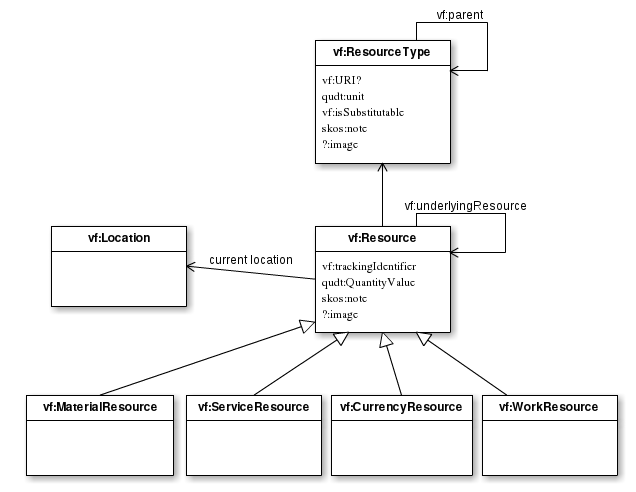 vf:parent
vf:ResourceType
vf:URI?
qudt:unit
vf:isSubstitutable
skos:note
?:image
vf:underlyingResource
vf:Location
vf:Resource
current location
vf:trackingIdentifier
qudt:QuantityValue
skos:note
?:image
vf:MaterialResource
vf:ServiceResource
vf:CurrencyResource
vf:WorkResource